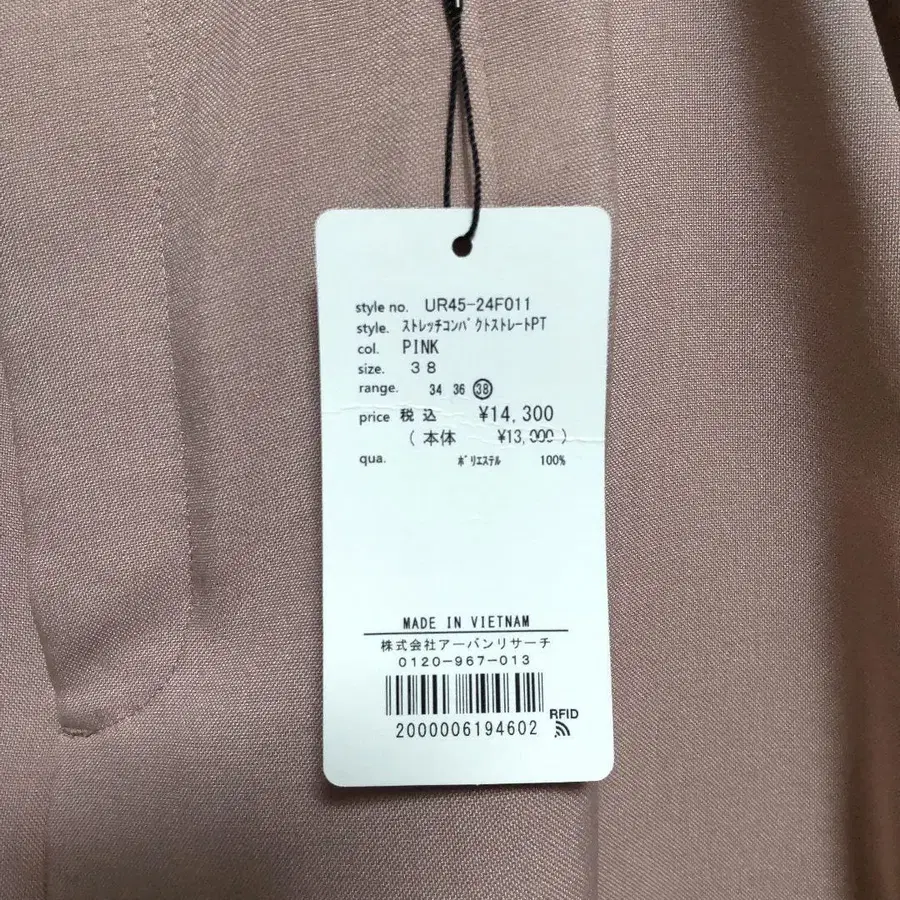 style no. UR45-24F011
style. ｽﾄﾚｯﾁｺﾝﾊﾟｸﾄｽﾄﾚｰﾄPT
col. PINK
size. 38
range. 34 36 38
price 税込 ¥14,300
(本体 ¥13,000)
qua. ﾎﾟﾘｴｽﾃﾙ 100%
MADE IN VIETNAM
株式会社アーバンリサーチ
0120-967-013
RFID
2000006194602